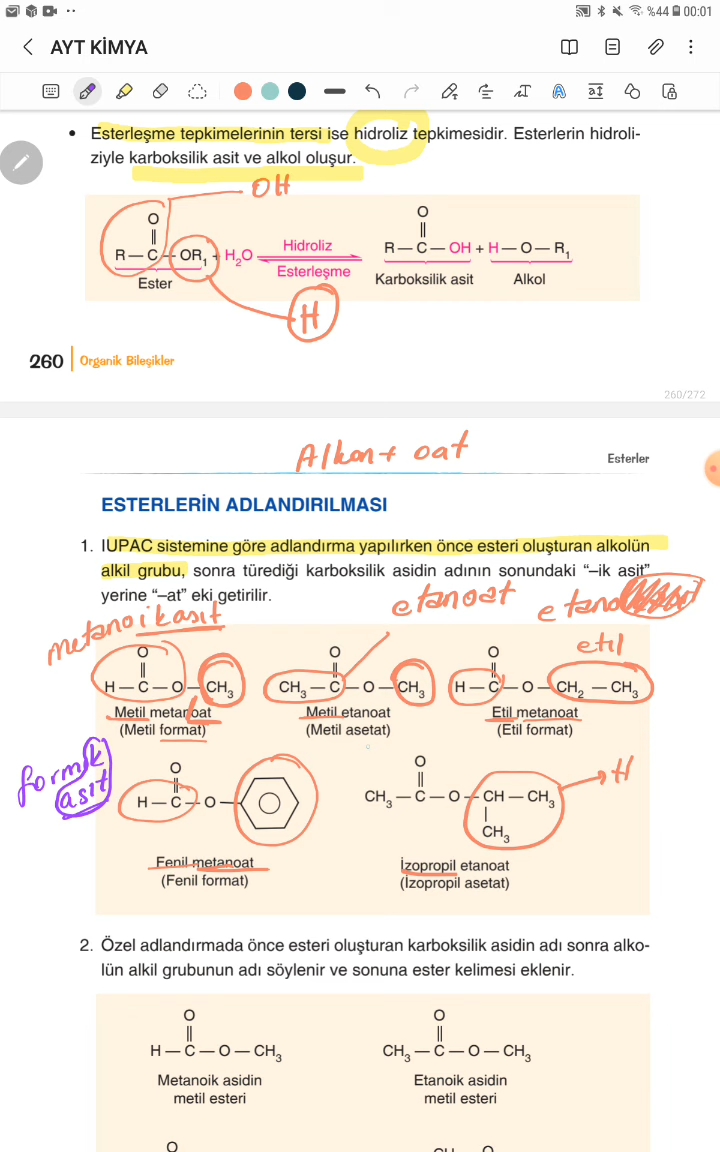 %44 00:01
AYT KİMYA
• Esterleşme tepkimelerinin tersi ise hidroliz tepkimesidir. Esterlerin hidroli-
ziyle karboksilik asit ve alkol oluşur.
OH
O
||
R — C — OR₁ + H₂O
Ester
Hidroliz
Esterleşme
O
||
R — C — OH + H — O — R₁
Karboksilik asit Alkol
H
260 | Organik Bileşikler
260/272
Alkan + oat
Esterler
ESTERLERİN ADLANDIRILMASI
1. IUPAC sistemine göre adlandırma yapılırken önce esteri oluşturan alkolün
alkil grubu, sonra türediği karboksilik asidin adının sonundaki “–ik asit”
yerine “–at” eki getirilir.
metanoik asit
etanoat
etano
etil
O
||
H — C — O — CH₃
Metil metanoat
(Metil format)
O
||
CH₃ — C — O — CH₃
Metil etanoat
(Metil asetat)
O
||
H — C — O — CH₂ — CH₃
Etil metanoat
(Etil format)
formik
asit
O
||
H — C — O —
Fenil metanoat
(Fenil format)
O
||
CH₃ — C — O — CH — CH₃
|
CH₃
H
İzopropil etanoat
(İzopropil asetat)
2. Özel adlandırmada önce esteri oluşturan karboksilik asidin adı sonra alko-
lün alkil grubunun adı söylenir ve sonuna ester kelimesi eklenir.
O
||
H — C — O — CH₃
Metanoik asidin
metil esteri
O
||
CH₃ — C — O — CH₃
Etanoik asidin
metil esteri
O